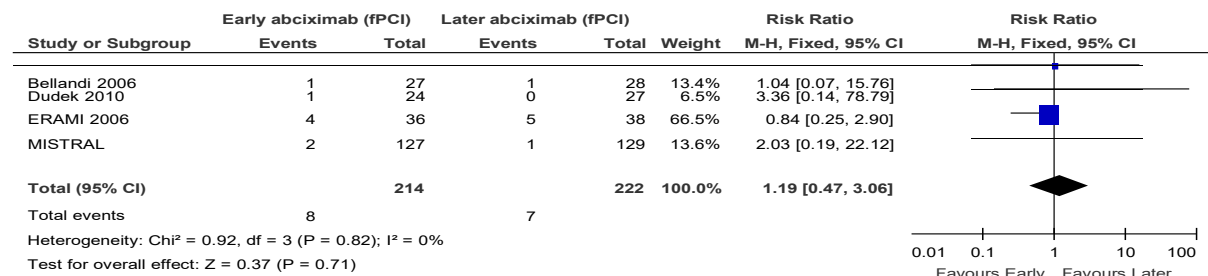 Early abciximab (fPCI) Later abciximab (fPCI) Risk Ratio Risk Ratio
Study or Subgroup Events Total Events Total Weight M-H, Fixed, 95% CI M-H, Fixed, 95% CI
Bellandi 2006 1 27 1 28 13.4% 1.04 [0.07, 15.76]
Dudek 2010 1 24 0 27 6.5% 3.36 [0.14, 78.79]
ERAMI 2006 4 36 5 38 66.5% 0.84 [0.25, 2.90]
MISTRAL 2 127 1 129 13.6% 2.03 [0.19, 22.12]
Total (95% CI) 214 222 100.0% 1.19 [0.47, 3.06]
Total events 8 7
Heterogeneity: Chi² = 0.92, df = 3 (P = 0.82); I² = 0%
Test for overall effect: Z = 0.37 (P = 0.71)
0.01 0.1 1 10 100
Favours Early Favours Later